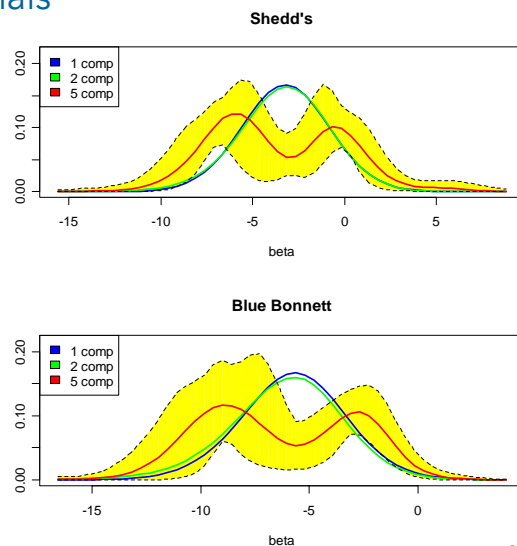 Shedd's
1 comp
2 comp
5 comp
0.20
0.10
0.00
-15 -10 -5 0 5
beta
Blue Bonnett
1 comp
2 comp
5 comp
0.20
0.10
0.00
-15 -10 -5 0
beta